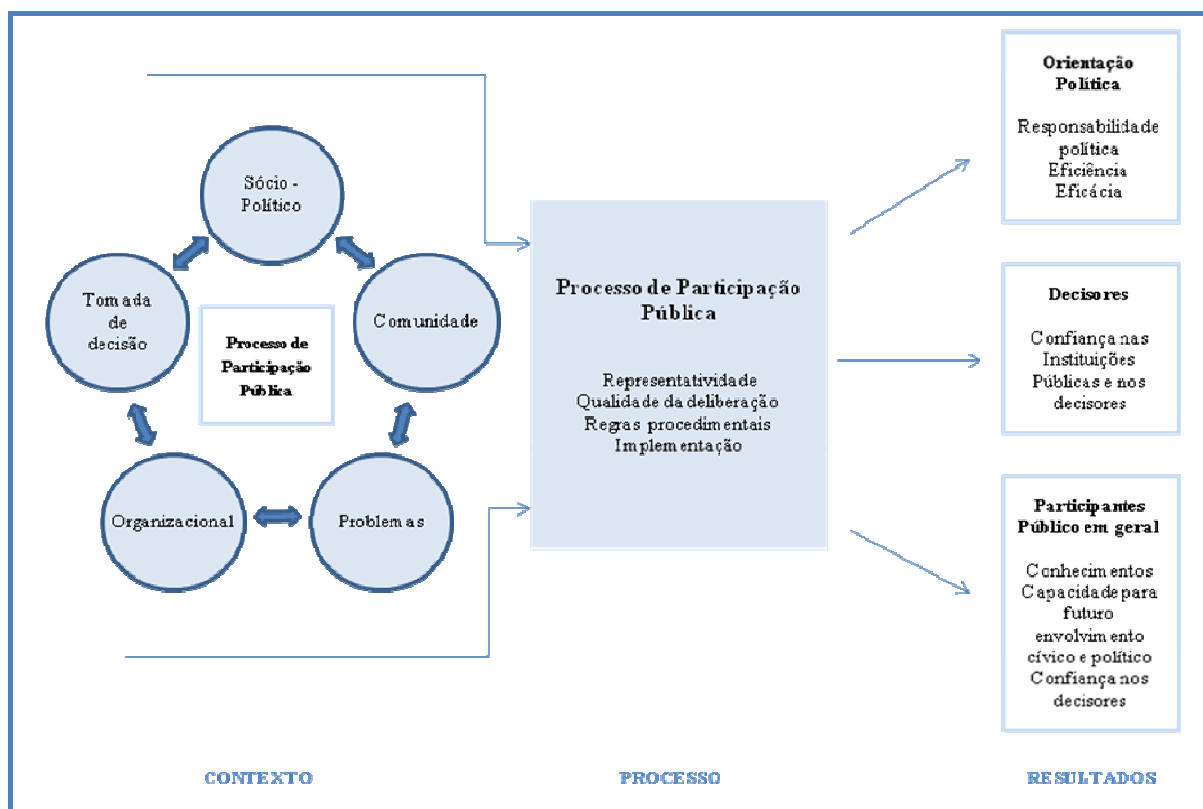 Sócio -
Político
Tomada
de
decisão
Comunidade
Processo de
Participação
Pública
Organizacional
Problemas
Processo de Participação
Pública
Representatividade
Qualidade da deliberação
Regras procedimentais
Implementação
Orientação
Política
Responsabilidade
política
Eficiência
Eficácia
Decisores
Confiança nas
Instituições
Públicas e nos
decisores
Participantes
Público em geral
Conhecimentos
Capacidade para
futuro
envolvimento
cívico e político
Confiança nos
decisores
CONTEXTO
PROCESSO
RESULTADOS